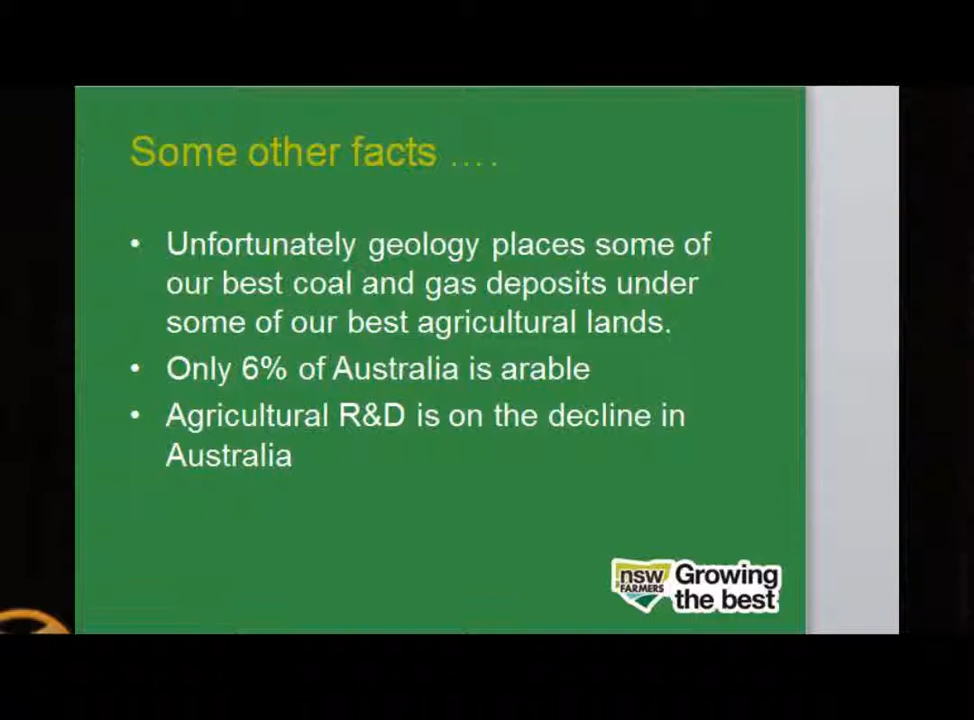 Some other facts ....
• Unfortunately geology places some of
our best coal and gas deposits under
some of our best agricultural lands.
• Only 6% of Australia is arable
• Agricultural R&D is on the decline in
Australia
nsw
FARMERS
Growing
the best